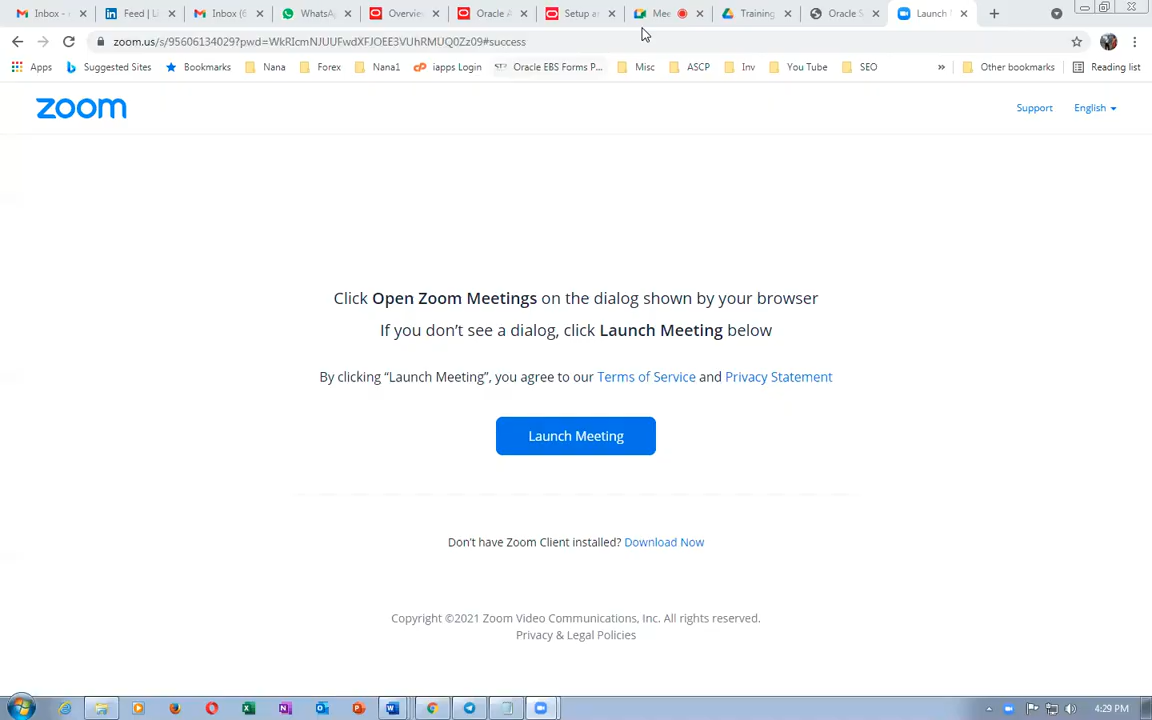 Inbox -
Feed | Li
Inbox (6
WhatsA
Overvie
Oracle A
Setup a
Mee
Training
Oracle S
Launch
zoom.us/s/95606134029?pwd=WkRIcmNJUUFwdXFJOEE3VUhRMUQ0Zz09#success
Apps
Suggested Sites
Bookmarks
Nana
Forex
Nana1
iapps Login
Oracle EBS Forms P...
Misc
ASCP
Inv
You Tube
SEO
»
Other bookmarks
Reading list
zoom
Support
English
Click Open Zoom Meetings on the dialog shown by your browser
If you don't see a dialog, click Launch Meeting below
By clicking “Launch Meeting”, you agree to our Terms of Service and Privacy Statement
Launch Meeting
Don't have Zoom Client installed? Download Now
Copyright ©2021 Zoom Video Communications, Inc. All rights reserved.
Privacy & Legal Policies
4:29 PM